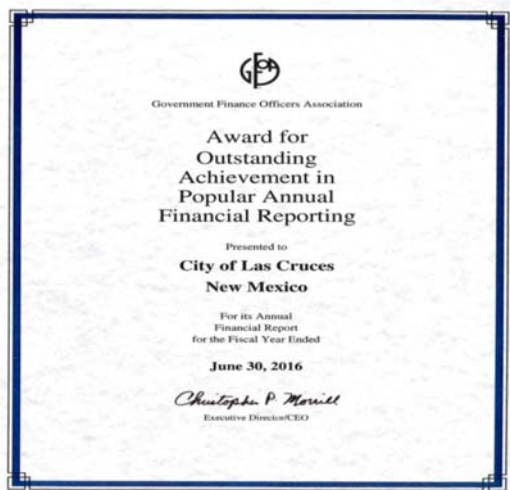 GFOA
Government Finance Officers Association
Award for
Outstanding
Achievement in
Popular Annual
Financial Reporting
Presented to
City of Las Cruces
New Mexico
For its Annual
Financial Report
for the Fiscal Year Ended
June 30, 2016
Christopher P. Morrill
Executive Director/CEO